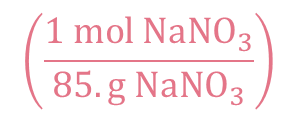 (1 mol NaNO₃
85. g NaNO₃)